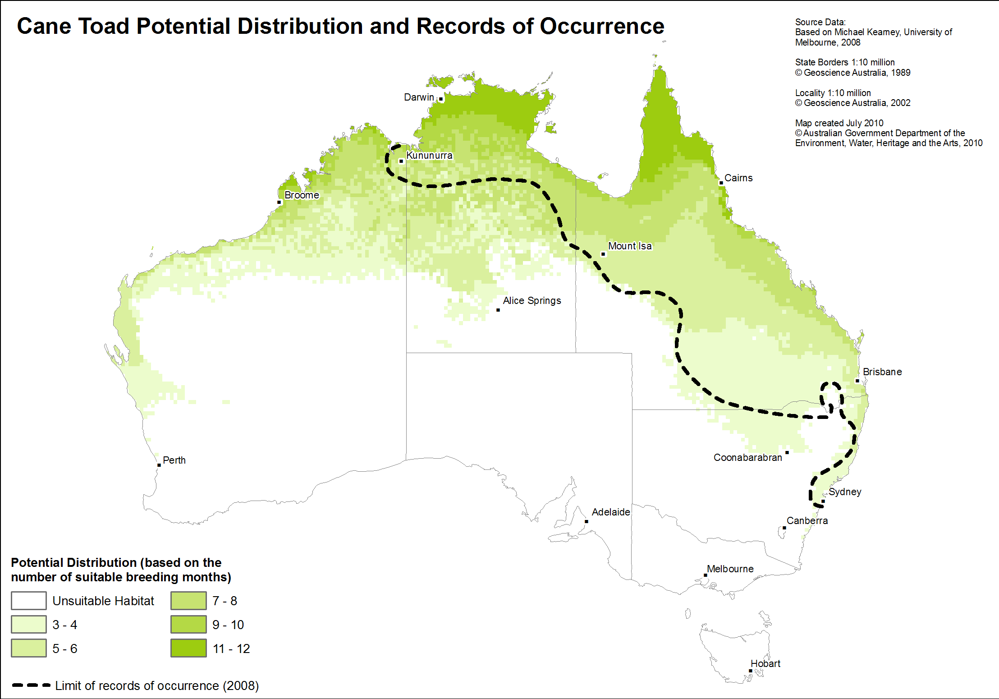 Cane Toad Potential Distribution and Records of Occurrence
Source Data:
Based on Michael Kearney, University of
Melbourne, 2008
State Borders 1:10 million
© Geoscience Australia, 1989
Locality 1:10 million
© Geoscience Australia, 2002
Map created July 2010
© Australian Government Department of the
Environment, Water, Heritage and the Arts, 2010
Darwin
Kununurra
Cairns
Broome
Mount Isa
Alice Springs
Brisbane
Coonabarabran
Perth
Sydney
Adelaide
Canberra
Melbourne
Hobart
Potential Distribution (based on the
number of suitable breeding months)
Unsuitable Habitat
3 - 4
5 - 6
7 - 8
9 - 10
11 - 12
Limit of records of occurrence (2008)